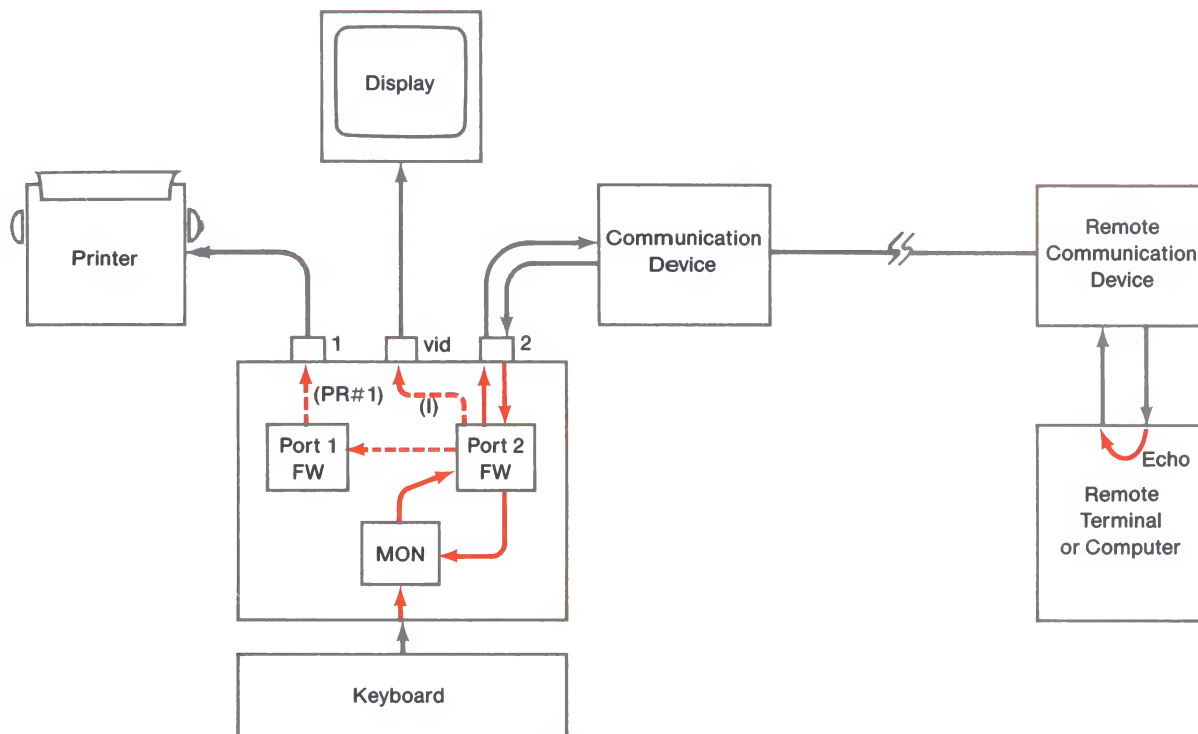 Display
Printer
Communication
Device
Remote
Communication
Device
1
vid
2
(PR#1)
(I)
Port 1
FW
Port 2
FW
Echo
MON
Remote
Terminal
or Computer
Keyboard